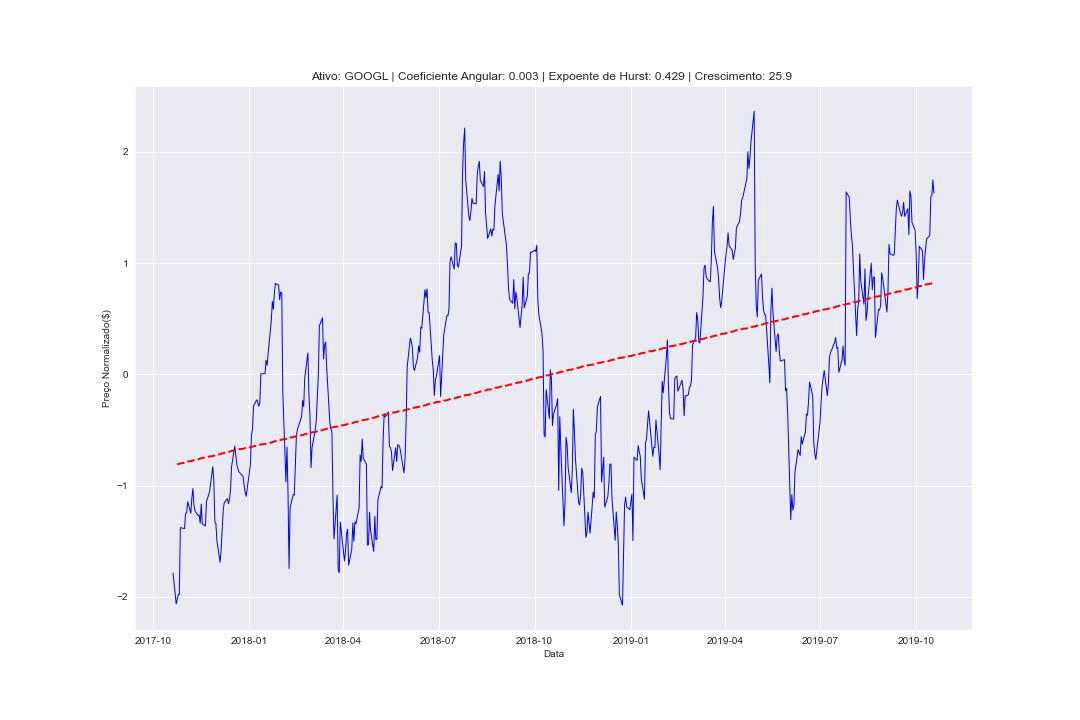 Ativo: GOOGL | Coeficiente Angular: 0.003 | Expoente de Hurst: 0.429 | Crescimento: 25.9
Preço Normalizado($)
2
1
0
−1
−2
2017-10 2018-01 2018-04 2018-07 2018-10 2019-01 2019-04 2019-07 2019-10
Data